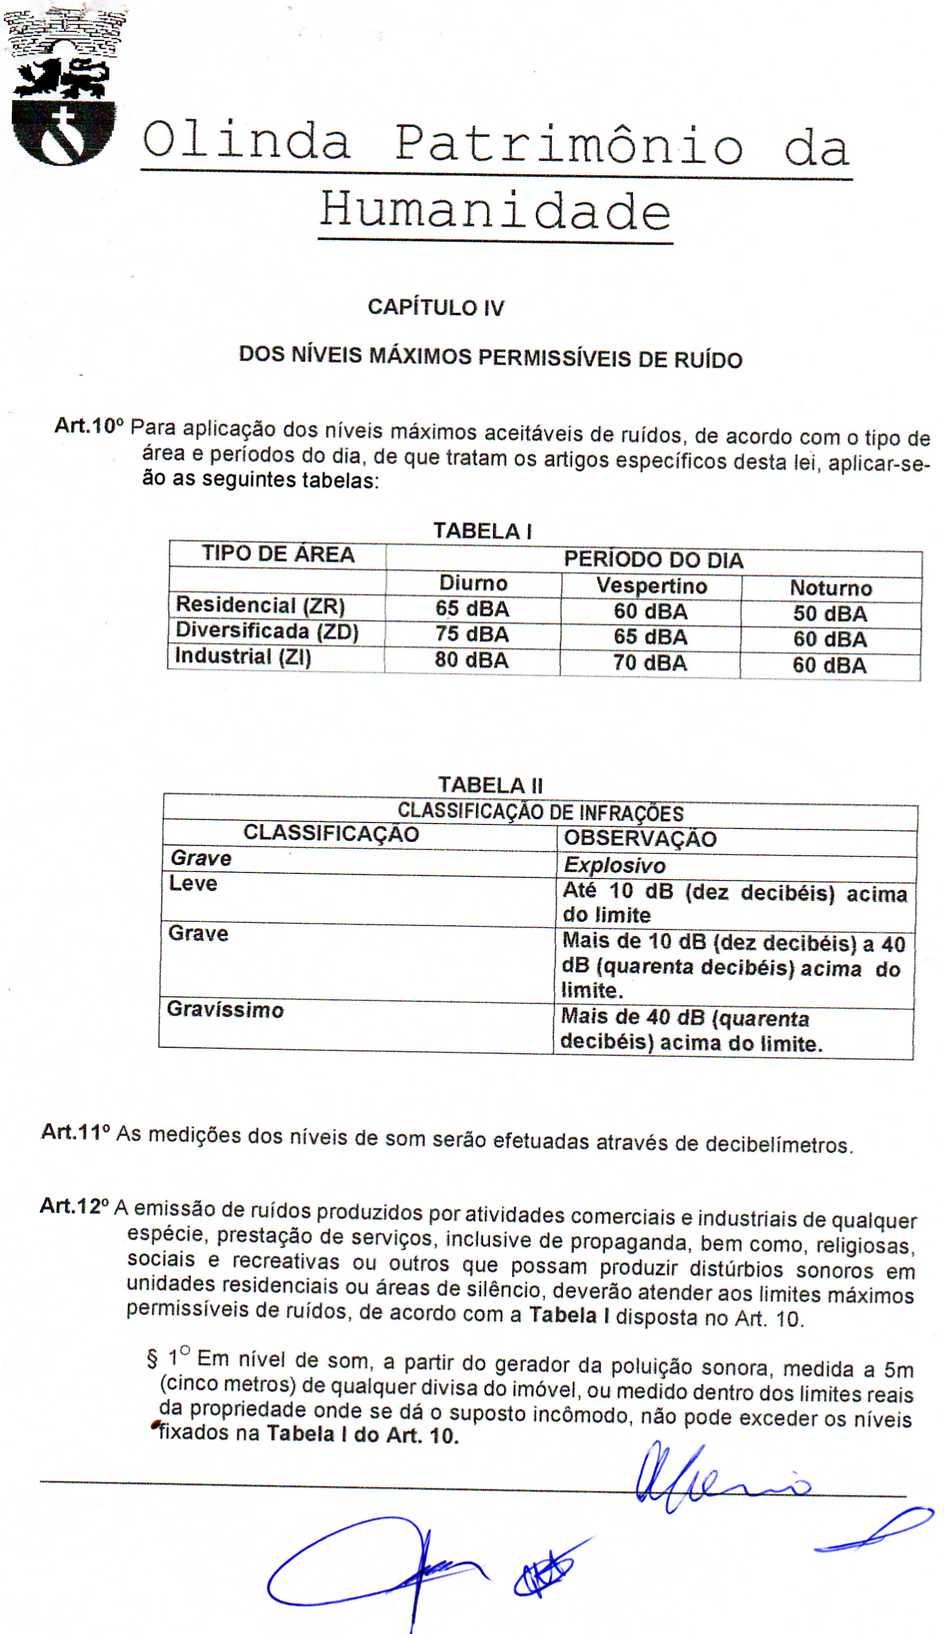 Olinda Patrimônio da
Humanidade
CAPÍTULO IV
DOS NÍVEIS MÁXIMOS PERMISSÍVEIS DE RUÍDO
Art.10º Para aplicação dos níveis máximos aceitáveis de ruídos, de acordo com o tipo de
área e períodos do dia, de que tratam os artigos específicos desta lei, aplicar-se-
ão as seguintes tabelas:
TABELA I
TIPO DE ÁREA PERÍODO DO DIA
Diurno Vespertino Noturno
Residencial (ZR) 65 dBA 60 dBA 50 dBA
Diversificada (ZD) 75 dBA 65 dBA 60 dBA
Industrial (ZI) 80 dBA 70 dBA 60 dBA
TABELA II
CLASSIFICAÇÃO DE INFRAÇÕES
CLASSIFICAÇÃO OBSERVAÇÃO
Grave Explosivo
Leve Até 10 dB (dez decibéis) acima
do limite
Grave Mais de 10 dB (dez decibéis) a 40
dB (quarenta decibéis) acima do
limite.
Gravíssimo Mais de 40 dB (quarenta
decibéis) acima do limite.
Art.11º As medições dos níveis de som serão efetuadas através de decibelímetros.
Art.12º A emissão de ruídos produzidos por atividades comerciais e industriais de qualquer
espécie, prestação de serviços, inclusive de propaganda, bem como, religiosas,
sociais e recreativas ou outros que possam produzir distúrbios sonoros em
unidades residenciais ou áreas de silêncio, deverão atender aos limites máximos
permissíveis de ruídos, de acordo com a Tabela I disposta no Art. 10.
§ 1º Em nível de som, a partir do gerador da poluição sonora, medida a 5m
(cinco metros) de qualquer divisa do imóvel, ou medido dentro dos limites reais
da propriedade onde se dá o suposto incômodo, não pode exceder os níveis
fixados na Tabela I do Art. 10.